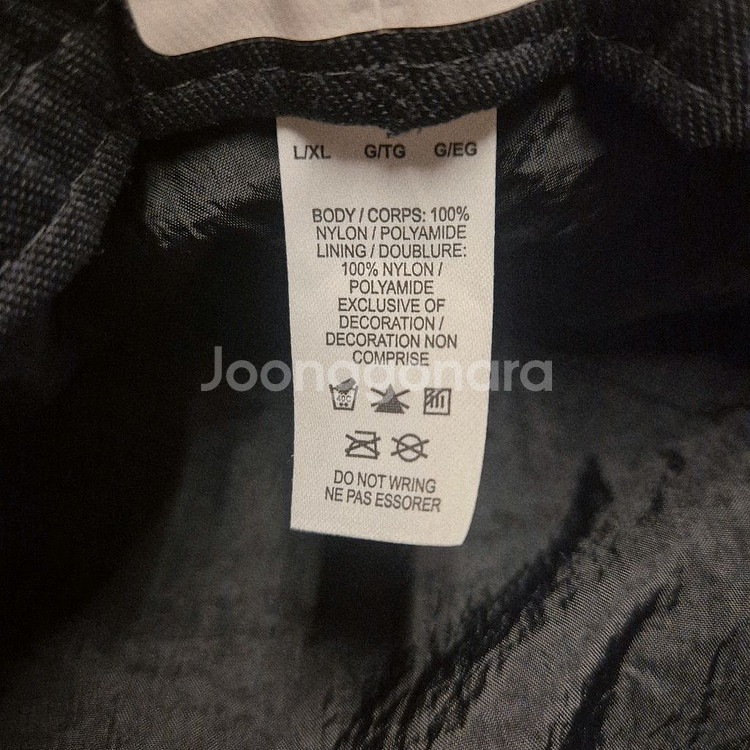 L/XL G/TG G/EG
BODY / CORPS: 100%
NYLON / POLYAMIDE
LINING / DOUBLURE:
100% NYLON /
POLYAMIDE
EXCLUSIVE OF
DECORATION /
DECORATION NON
COMPRISE
Joonggonara
40C
DO NOT WRING
NE PAS ESSORER